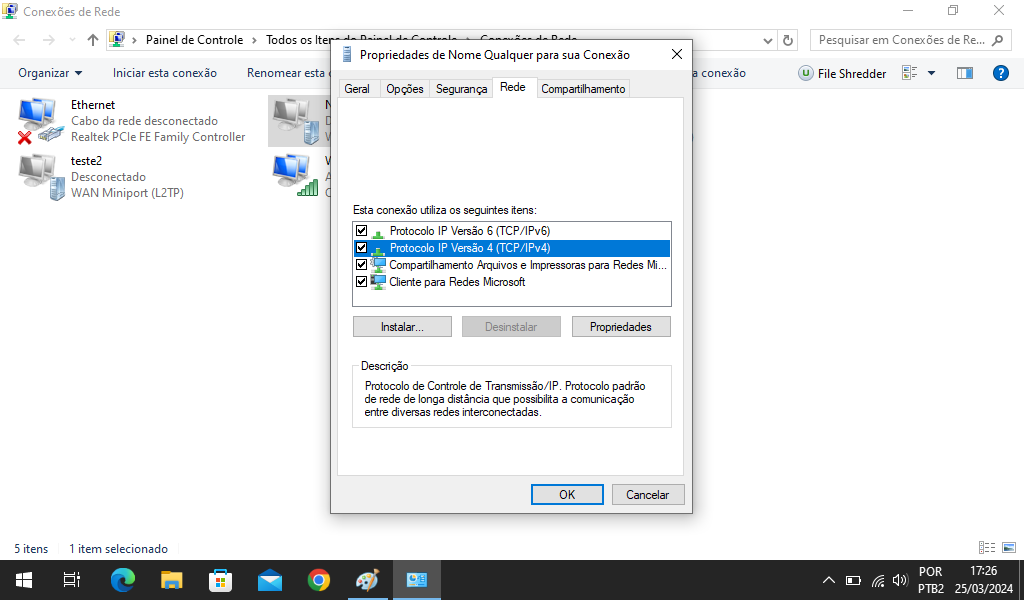 Conexões de Rede
Painel de Controle
Todos os Itens do Painel de Controle
Conexões de Rede
Pesquisar em Conexões de Re...
Organizar
Iniciar esta conexão
Renomear esta
a conexão
File Shredder
Ethernet
Cabo da rede desconectado
Realtek PCIe FE Family Controller
teste2
Desconectado
WAN Miniport (L2TP)
Propriedades de Nome Qualquer para sua Conexão
Geral
Opções
Segurança
Rede
Compartilhamento
Esta conexão utiliza os seguintes itens:
Protocolo IP Versão 6 (TCP/IPv6)
Protocolo IP Versão 4 (TCP/IPv4)
Compartilhamento Arquivos e Impressoras para Redes Mi...
Cliente para Redes Microsoft
Instalar...
Desinstalar
Propriedades
Descrição
Protocolo de Controle de Transmissão/IP. Protocolo padrão
de rede de longa distância que possibilita a comunicação
entre diversas redes interconectadas.
OK
Cancelar
5 itens
1 item selecionado
POR
PTB2
17:26
25/03/2024